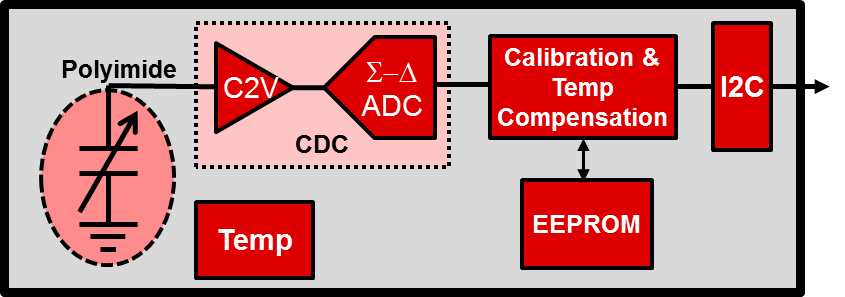 Polyimide
C2V
Σ–Δ
ADC
CDC
Calibration &
Temp
Compensation
I2C
Temp
EEPROM